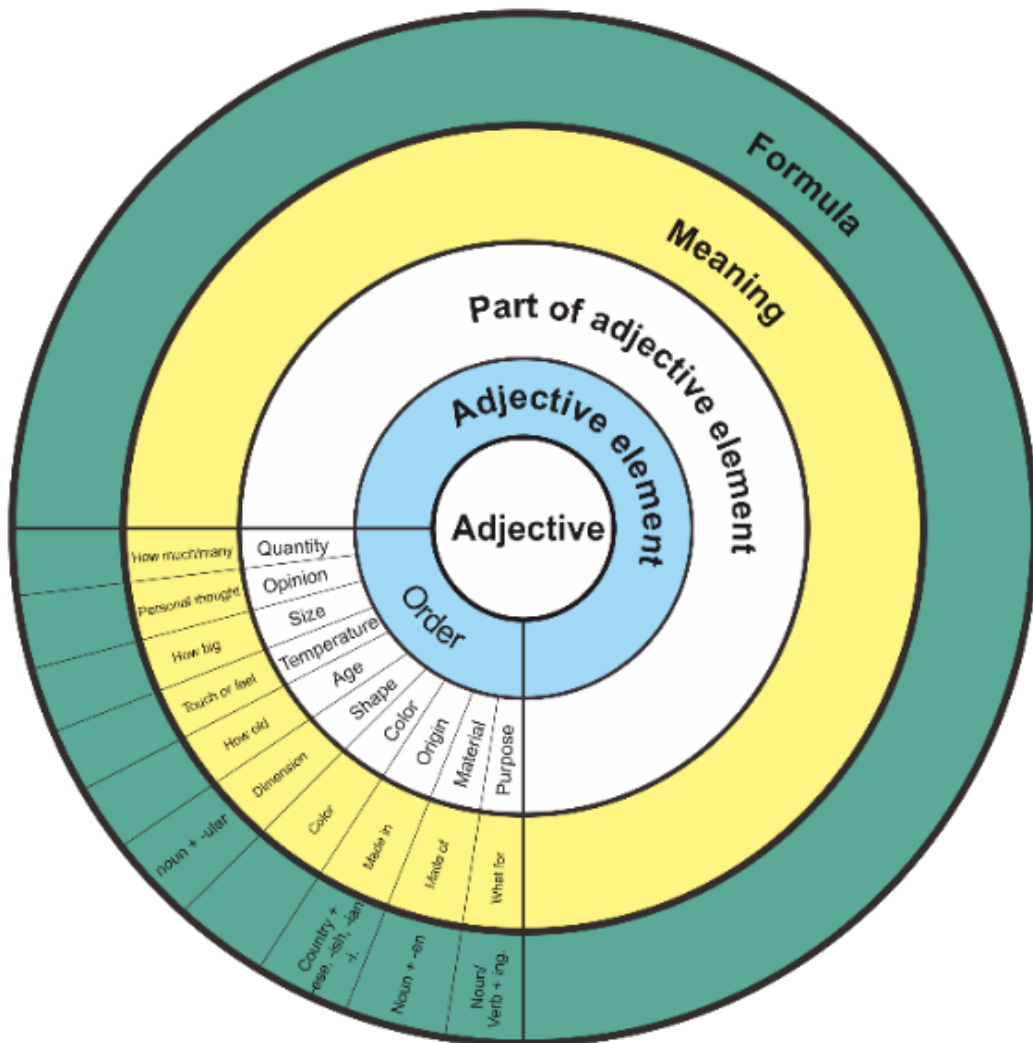 Formula
Meaning
Part of adjective element
Adjective element
Adjective
Order
Quantity
Opinion
Size
Temperature
Age
Shape
Color
Origin
Material
Purpose
How much/many
Personal thought
How big
Touch or feel
How old
Dimension
Color
Made in
Made of
What for
noun + -ular
Country +
-ese, -ish, -ian
-i.
Noun + -en
Noun/
Verb + ing.